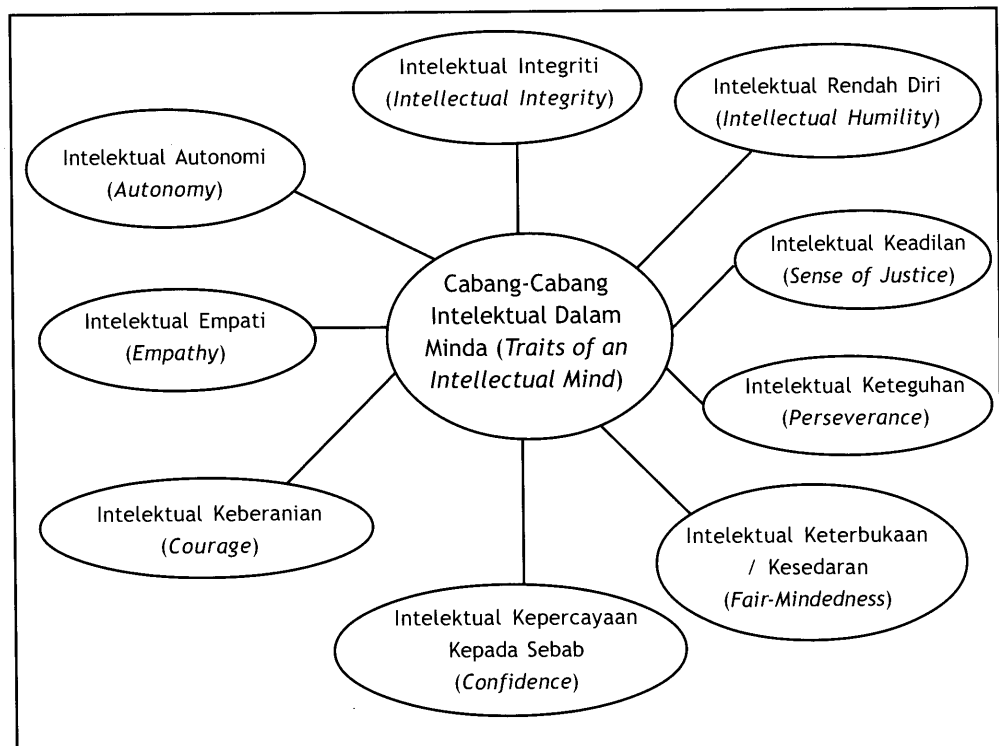 Intelektual Integriti
(Intellectual Integrity)
Intelektual Rendah Diri
(Intellectual Humility)
Intelektual Autonomi
(Autonomy)
Intelektual Keadilan
(Sense of Justice)
Cabang-Cabang
Intelektual Dalam
Minda (Traits of an
Intellectual Mind)
Intelektual Empati
(Empathy)
Intelektual Keteguhan
(Perseverance)
Intelektual Keberanian
(Courage)
Intelektual Keterbukaan
/ Kesedaran
(Fair-Mindedness)
Intelektual Kepercayaan
Kepada Sebab
(Confidence)